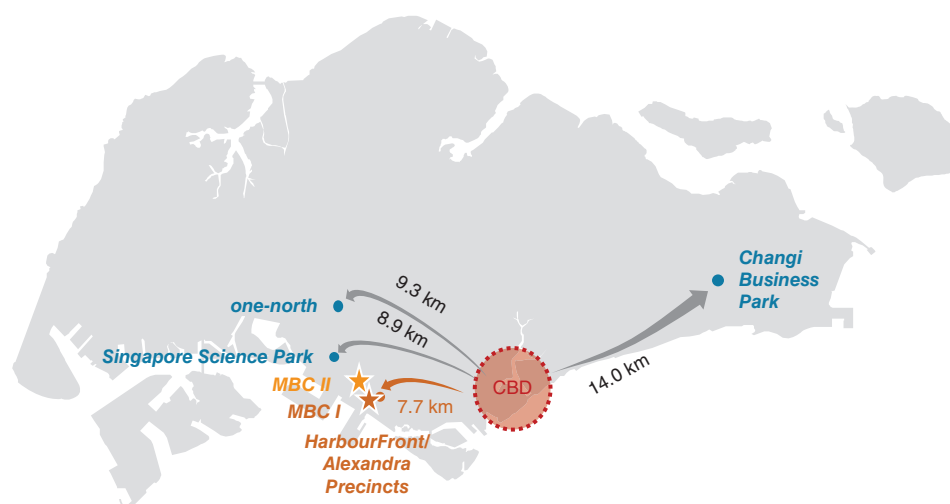 Changi
Business
Park
9.3 km
one-north
8.9 km
Singapore Science Park
14.0 km
MBC II
CBD
MBC I
7.7 km
HarbourFront/
Alexandra
Precincts